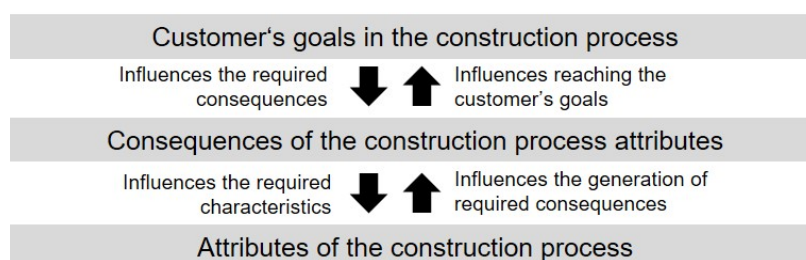 Customer‘s goals in the construction process
Influences the required
consequences
Influences reaching the
customer’s goals
Consequences of the construction process attributes
Influences the required
characteristics
Influences the generation of
required consequences
Attributes of the construction process